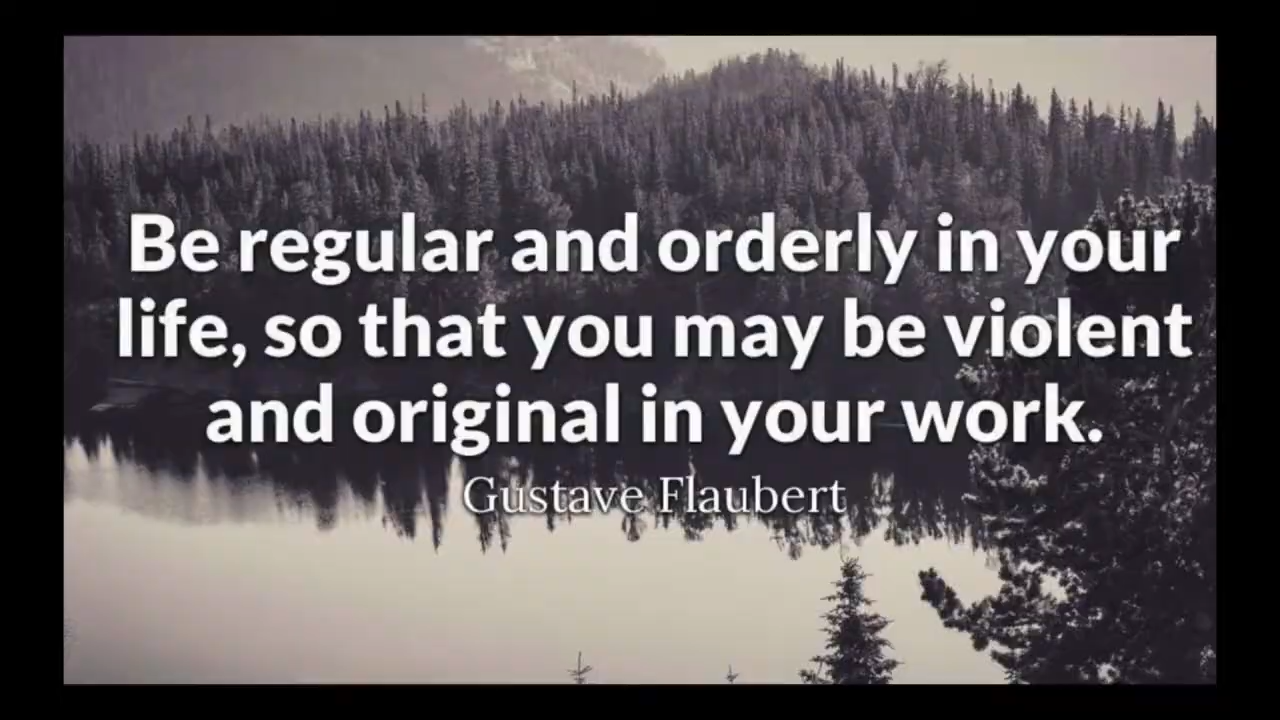 Be regular and orderly in your
life, so that you may be violent
and original in your work.
Gustave Flaubert